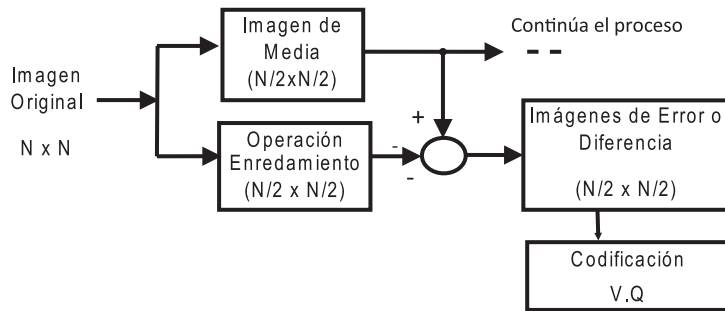 Imagen
Original
N x N
Imagen de
Media
(N/2xN/2)
Continúa el proceso
- -
Operación
Enredamiento
(N/2 x N/2)
+
-
-
Imágenes de Error o
Diferencia
(N/2 x N/2)
Codificación
V.Q